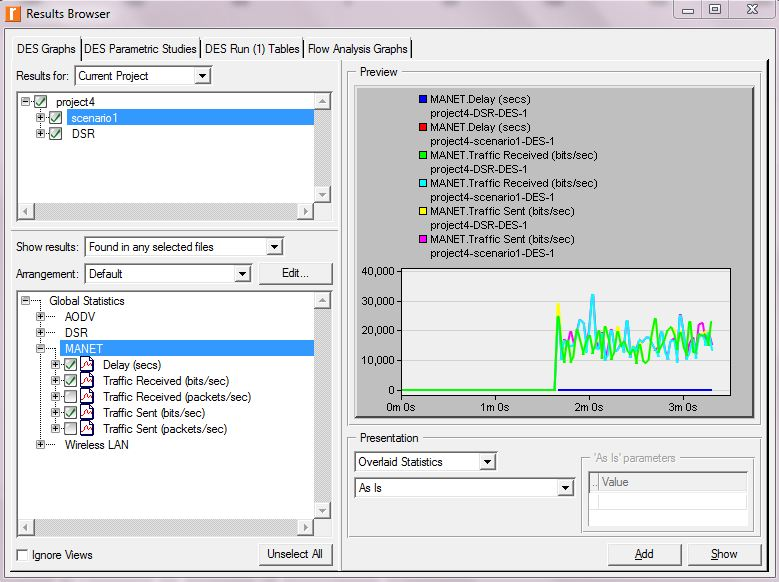 Results Browser
DES Graphs
DES Parametric Studies
DES Run (1) Tables
Flow Analysis Graphs
Results for: Current Project
project4
scenario1
DSR
Show results: Found in any selected files
Arrangement: Default Edit...
Global Statistics
AODV
DSR
MANET
Delay (secs)
Traffic Received (bits/sec)
Traffic Received (packets/sec)
Traffic Sent (bits/sec)
Traffic Sent (packets/sec)
Wireless LAN
Ignore Views
Unselect All
Preview
MANET.Delay (secs)
project4-DSR-DES-1
MANET.Delay (secs)
project4-scenario1-DES-1
MANET.Traffic Received (bits/sec)
project4-DSR-DES-1
MANET.Traffic Received (bits/sec)
project4-scenario1-DES-1
MANET.Traffic Sent (bits/sec)
project4-DSR-DES-1
MANET.Traffic Sent (bits/sec)
project4-scenario1-DES-1
40,000
30,000
20,000
10,000
0
0m 0s 1m 0s 2m 0s 3m 0s
Presentation
Overlaid Statistics
As Is
'As Is' parameters
.. Value
Add
Show